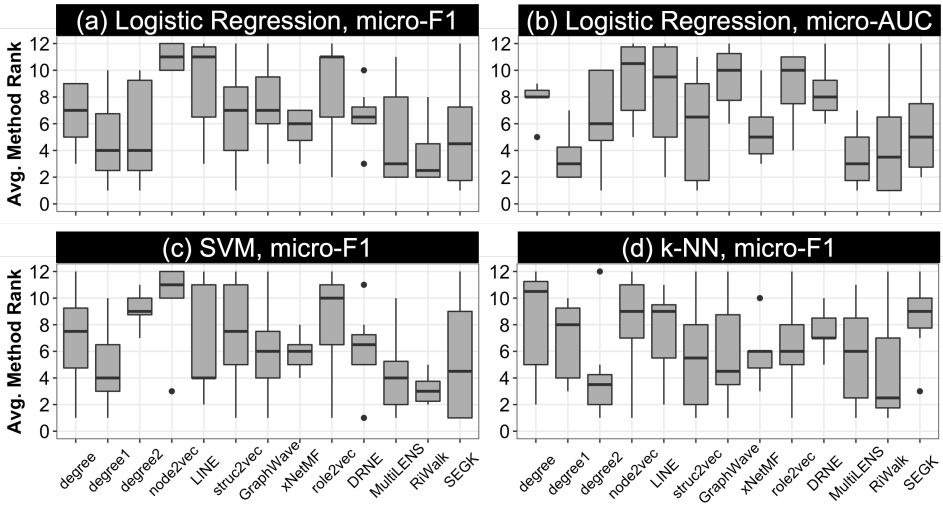 (a) Logistic Regression, micro-F1
(b) Logistic Regression, micro-AUC
Avg. Method Rank
12
10
8
6
4
2
0
12
10
8
6
4
2
0
(c) SVM, micro-F1
(d) k-NN, micro-F1
Avg. Method Rank
12
10
8
6
4
2
0
12
10
8
6
4
2
0
degree
degree1
degree2
node2vec
LINE
struc2vec
GraphWave
xNetMF
role2vec
DRNE
MultiLENS
RiWalk
SEGK
degree
degree1
degree2
node2vec
LINE
struc2vec
GraphWave
xNetMF
role2vec
DRNE
MultiLENS
RiWalk
SEGK